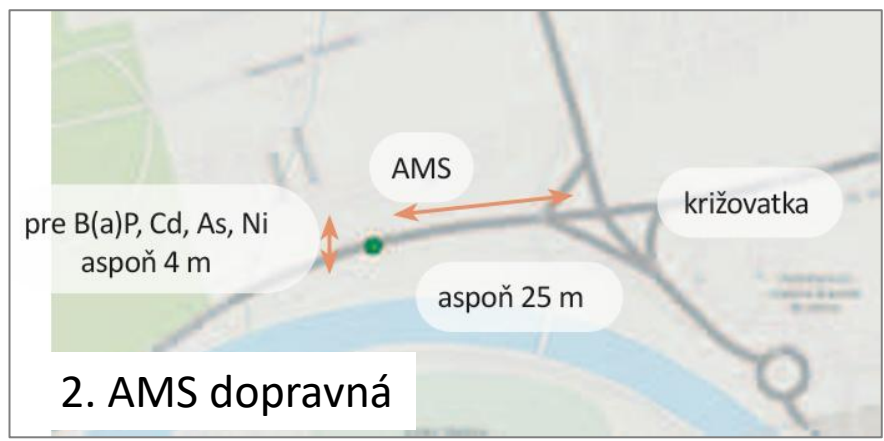 AMS
križovatka
pre B(a)P, Cd, As, Ni
aspoň 4 m
aspoň 25 m
2. AMS dopravná